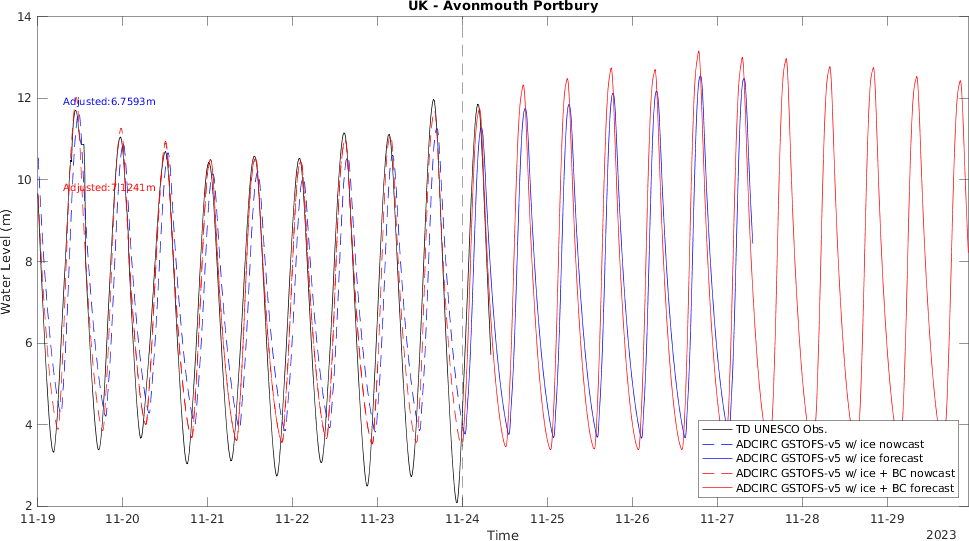 UK - Avonmouth Portbury
14
12
10
8
6
4
2
Water Level (m)
Adjusted:6.7593m
Adjusted:7.1241m
TD UNESCO Obs.
ADCIRC GSTOFS-v5 w/ ice nowcast
ADCIRC GSTOFS-v5 w/ ice forecast
ADCIRC GSTOFS-v5 w/ ice + BC nowcast
ADCIRC GSTOFS-v5 w/ ice + BC forecast
11-19 11-20 11-21 11-22 11-23 11-24 11-25 11-26 11-27 11-28 11-29
Time
2023